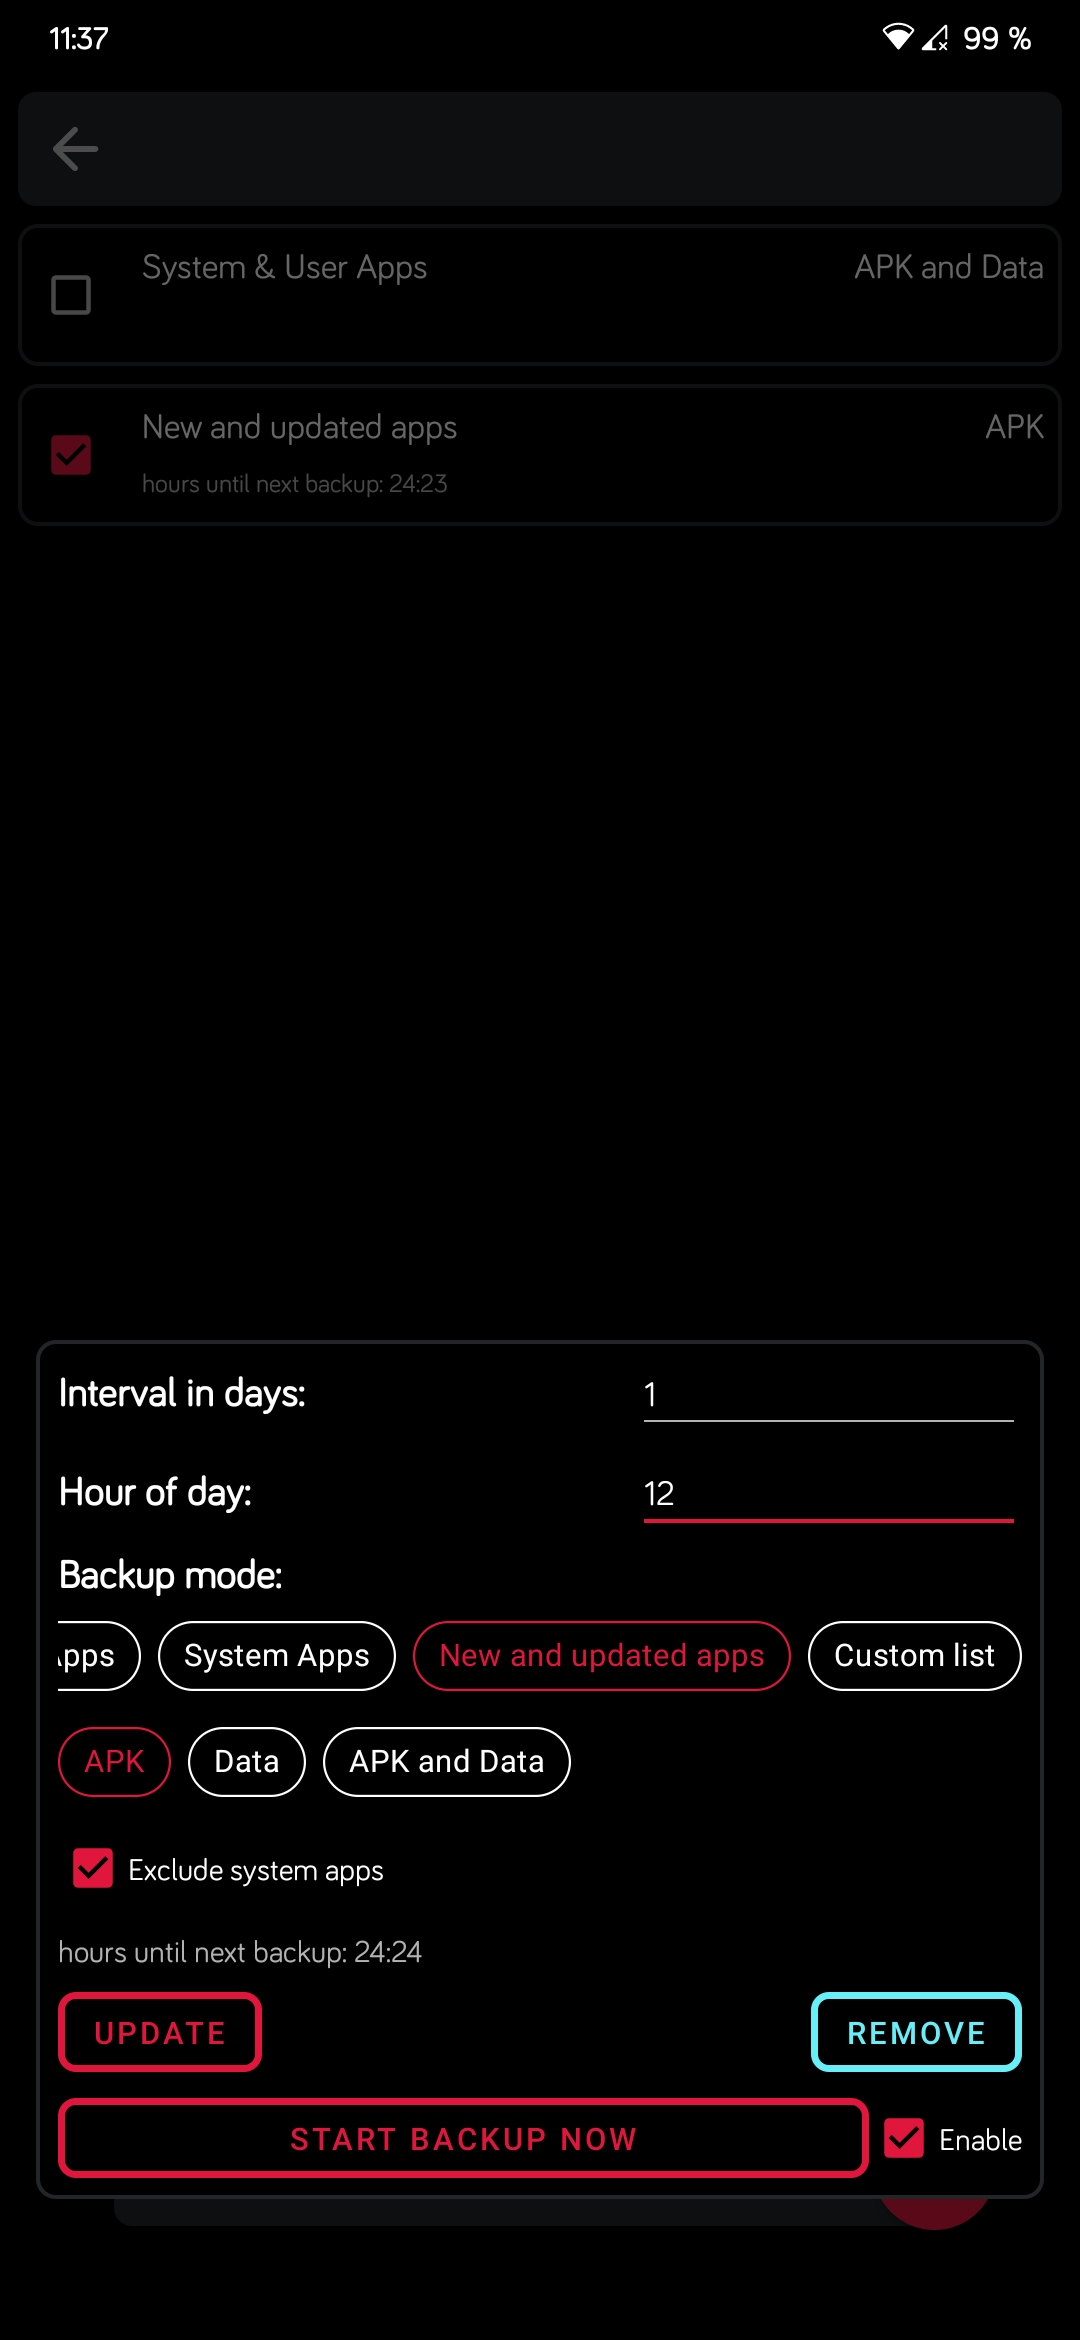 11:37 99 %
System & User Apps APK and Data
New and updated apps APK
hours until next backup: 24:23
Interval in days: 1
Hour of day: 12
Backup mode:
System Apps New and updated apps Custom list
APK Data APK and Data
Exclude system apps
hours until next backup: 24:24
UPDATE REMOVE
START BACKUP NOW Enable